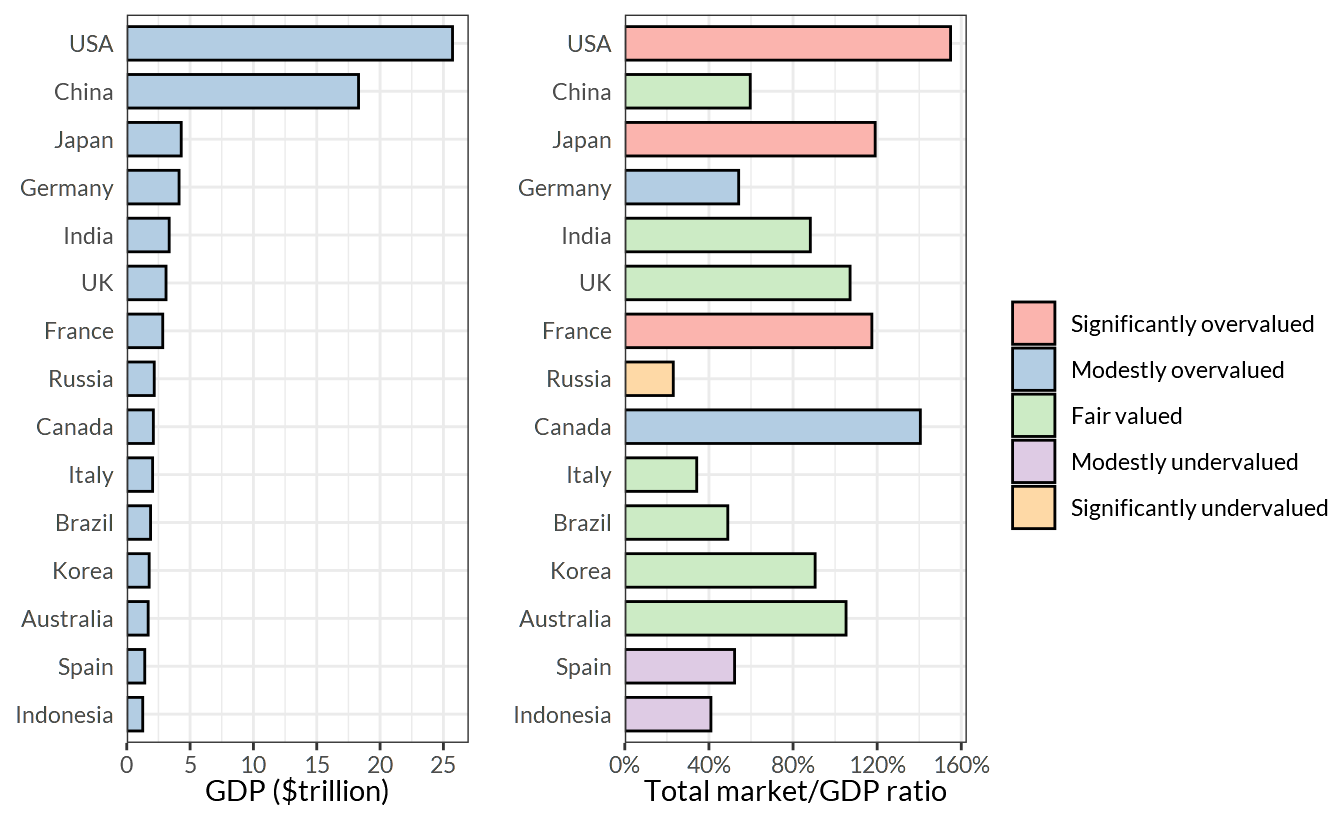 USA
China
Japan
Germany
India
UK
France
Russia
Canada
Italy
Brazil
Korea
Australia
Spain
Indonesia
0 5 10 15 20 25
GDP ($trillion)
USA
China
Japan
Germany
India
UK
France
Russia
Canada
Italy
Brazil
Korea
Australia
Spain
Indonesia
0% 40% 80% 120% 160%
Total market/GDP ratio
Significantly overvalued
Modestly overvalued
Fair valued
Modestly undervalued
Significantly undervalued